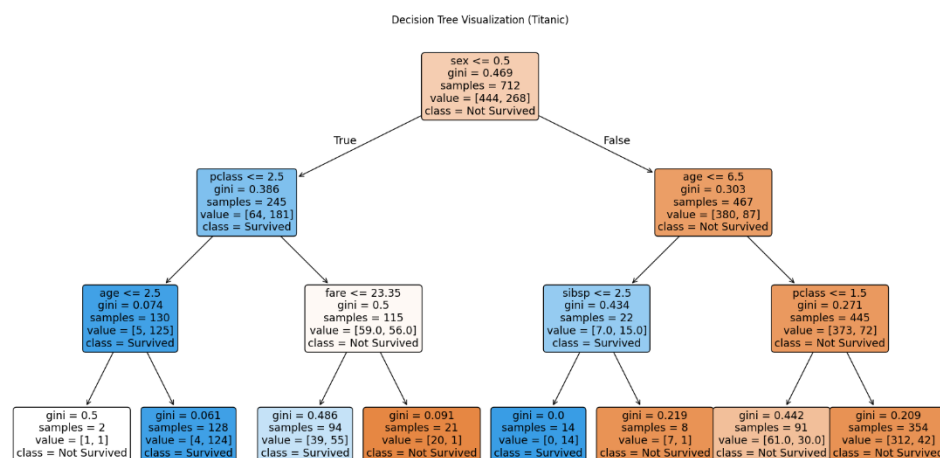 Decision Tree Visualization (Titanic)
sex <= 0.5
gini = 0.469
samples = 712
value = [444, 268]
class = Not Survived
True
False
pclass <= 2.5
gini = 0.386
samples = 245
value = [64, 181]
class = Survived
age <= 6.5
gini = 0.303
samples = 467
value = [380, 87]
class = Not Survived
age <= 2.5
gini = 0.074
samples = 130
value = [5, 125]
class = Survived
fare <= 23.35
gini = 0.5
samples = 115
value = [59.0, 56.0]
class = Not Survived
sibsp <= 2.5
gini = 0.434
samples = 22
value = [7.0, 15.0]
class = Survived
pclass <= 1.5
gini = 0.271
samples = 445
value = [373, 72]
class = Not Survived
gini = 0.5
samples = 2
value = [1, 1]
class = Not Survived
gini = 0.061
samples = 128
value = [4, 124]
class = Survived
gini = 0.486
samples = 94
value = [39, 55]
class = Survived
gini = 0.091
samples = 21
value = [20, 1]
class = Not Survived
gini = 0.0
samples = 14
value = [0, 14]
class = Survived
gini = 0.219
samples = 8
value = [7, 1]
class = Not Survived
gini = 0.442
samples = 91
value = [61.0, 30.0]
class = Not Survived
gini = 0.209
samples = 354
value = [312, 42]
class = Not Survived